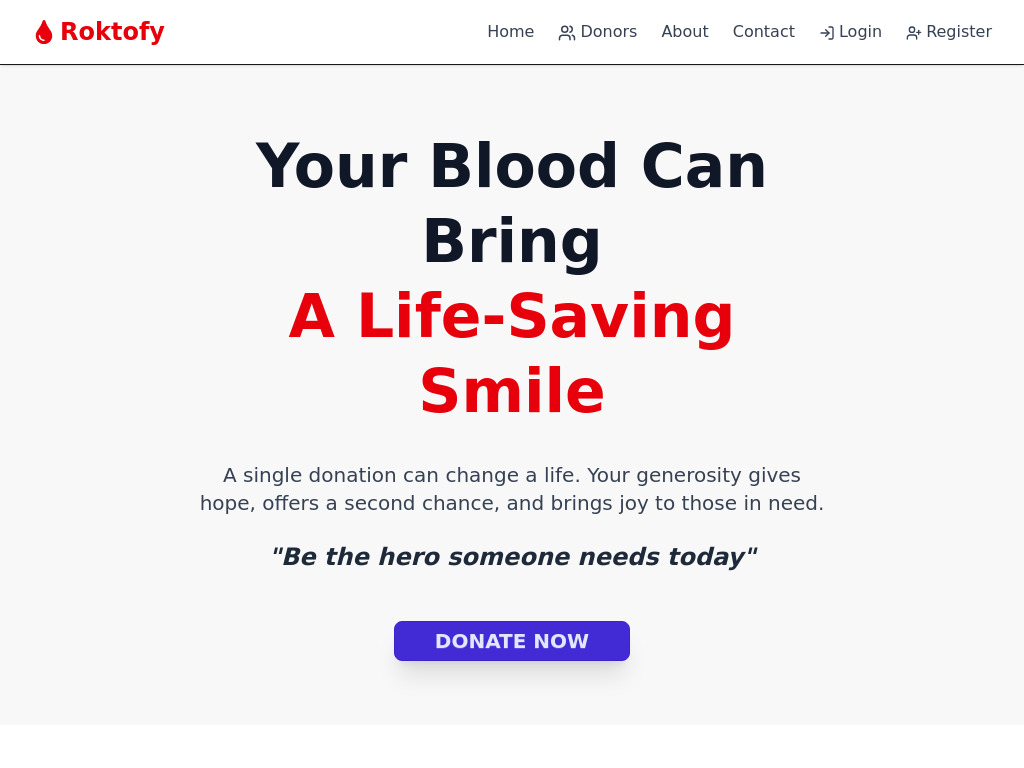 Roktofy
Home Donors About Contact Login Register
Your Blood Can
Bring
A Life-Saving
Smile
A single donation can change a life. Your generosity gives
hope, offers a second chance, and brings joy to those in need.
"Be the hero someone needs today"
DONATE NOW